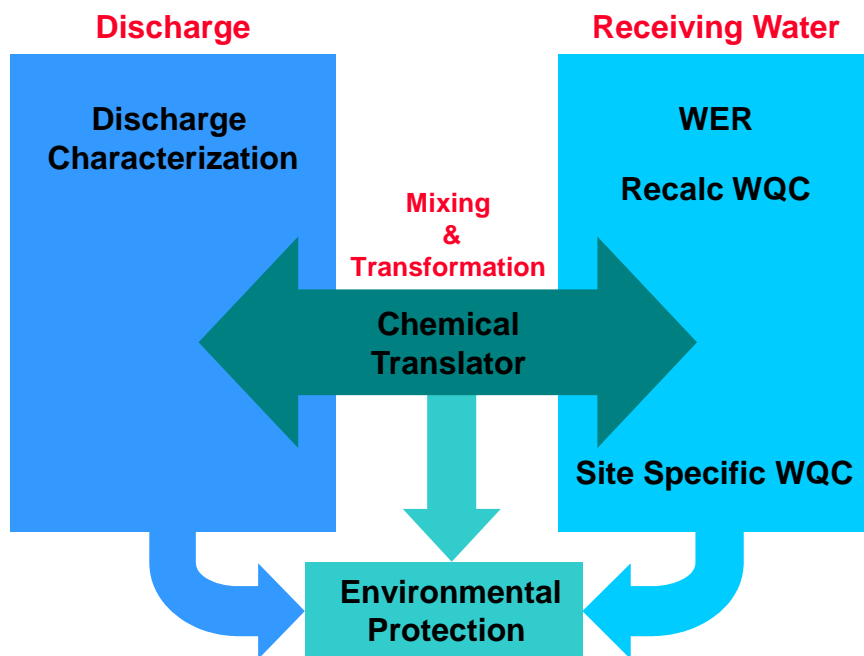 Discharge
Receiving Water
Discharge
Characterization
WER
Recalc WQC
Mixing
&
Transformation
Chemical
Translator
Site Specific WQC
Environmental
Protection